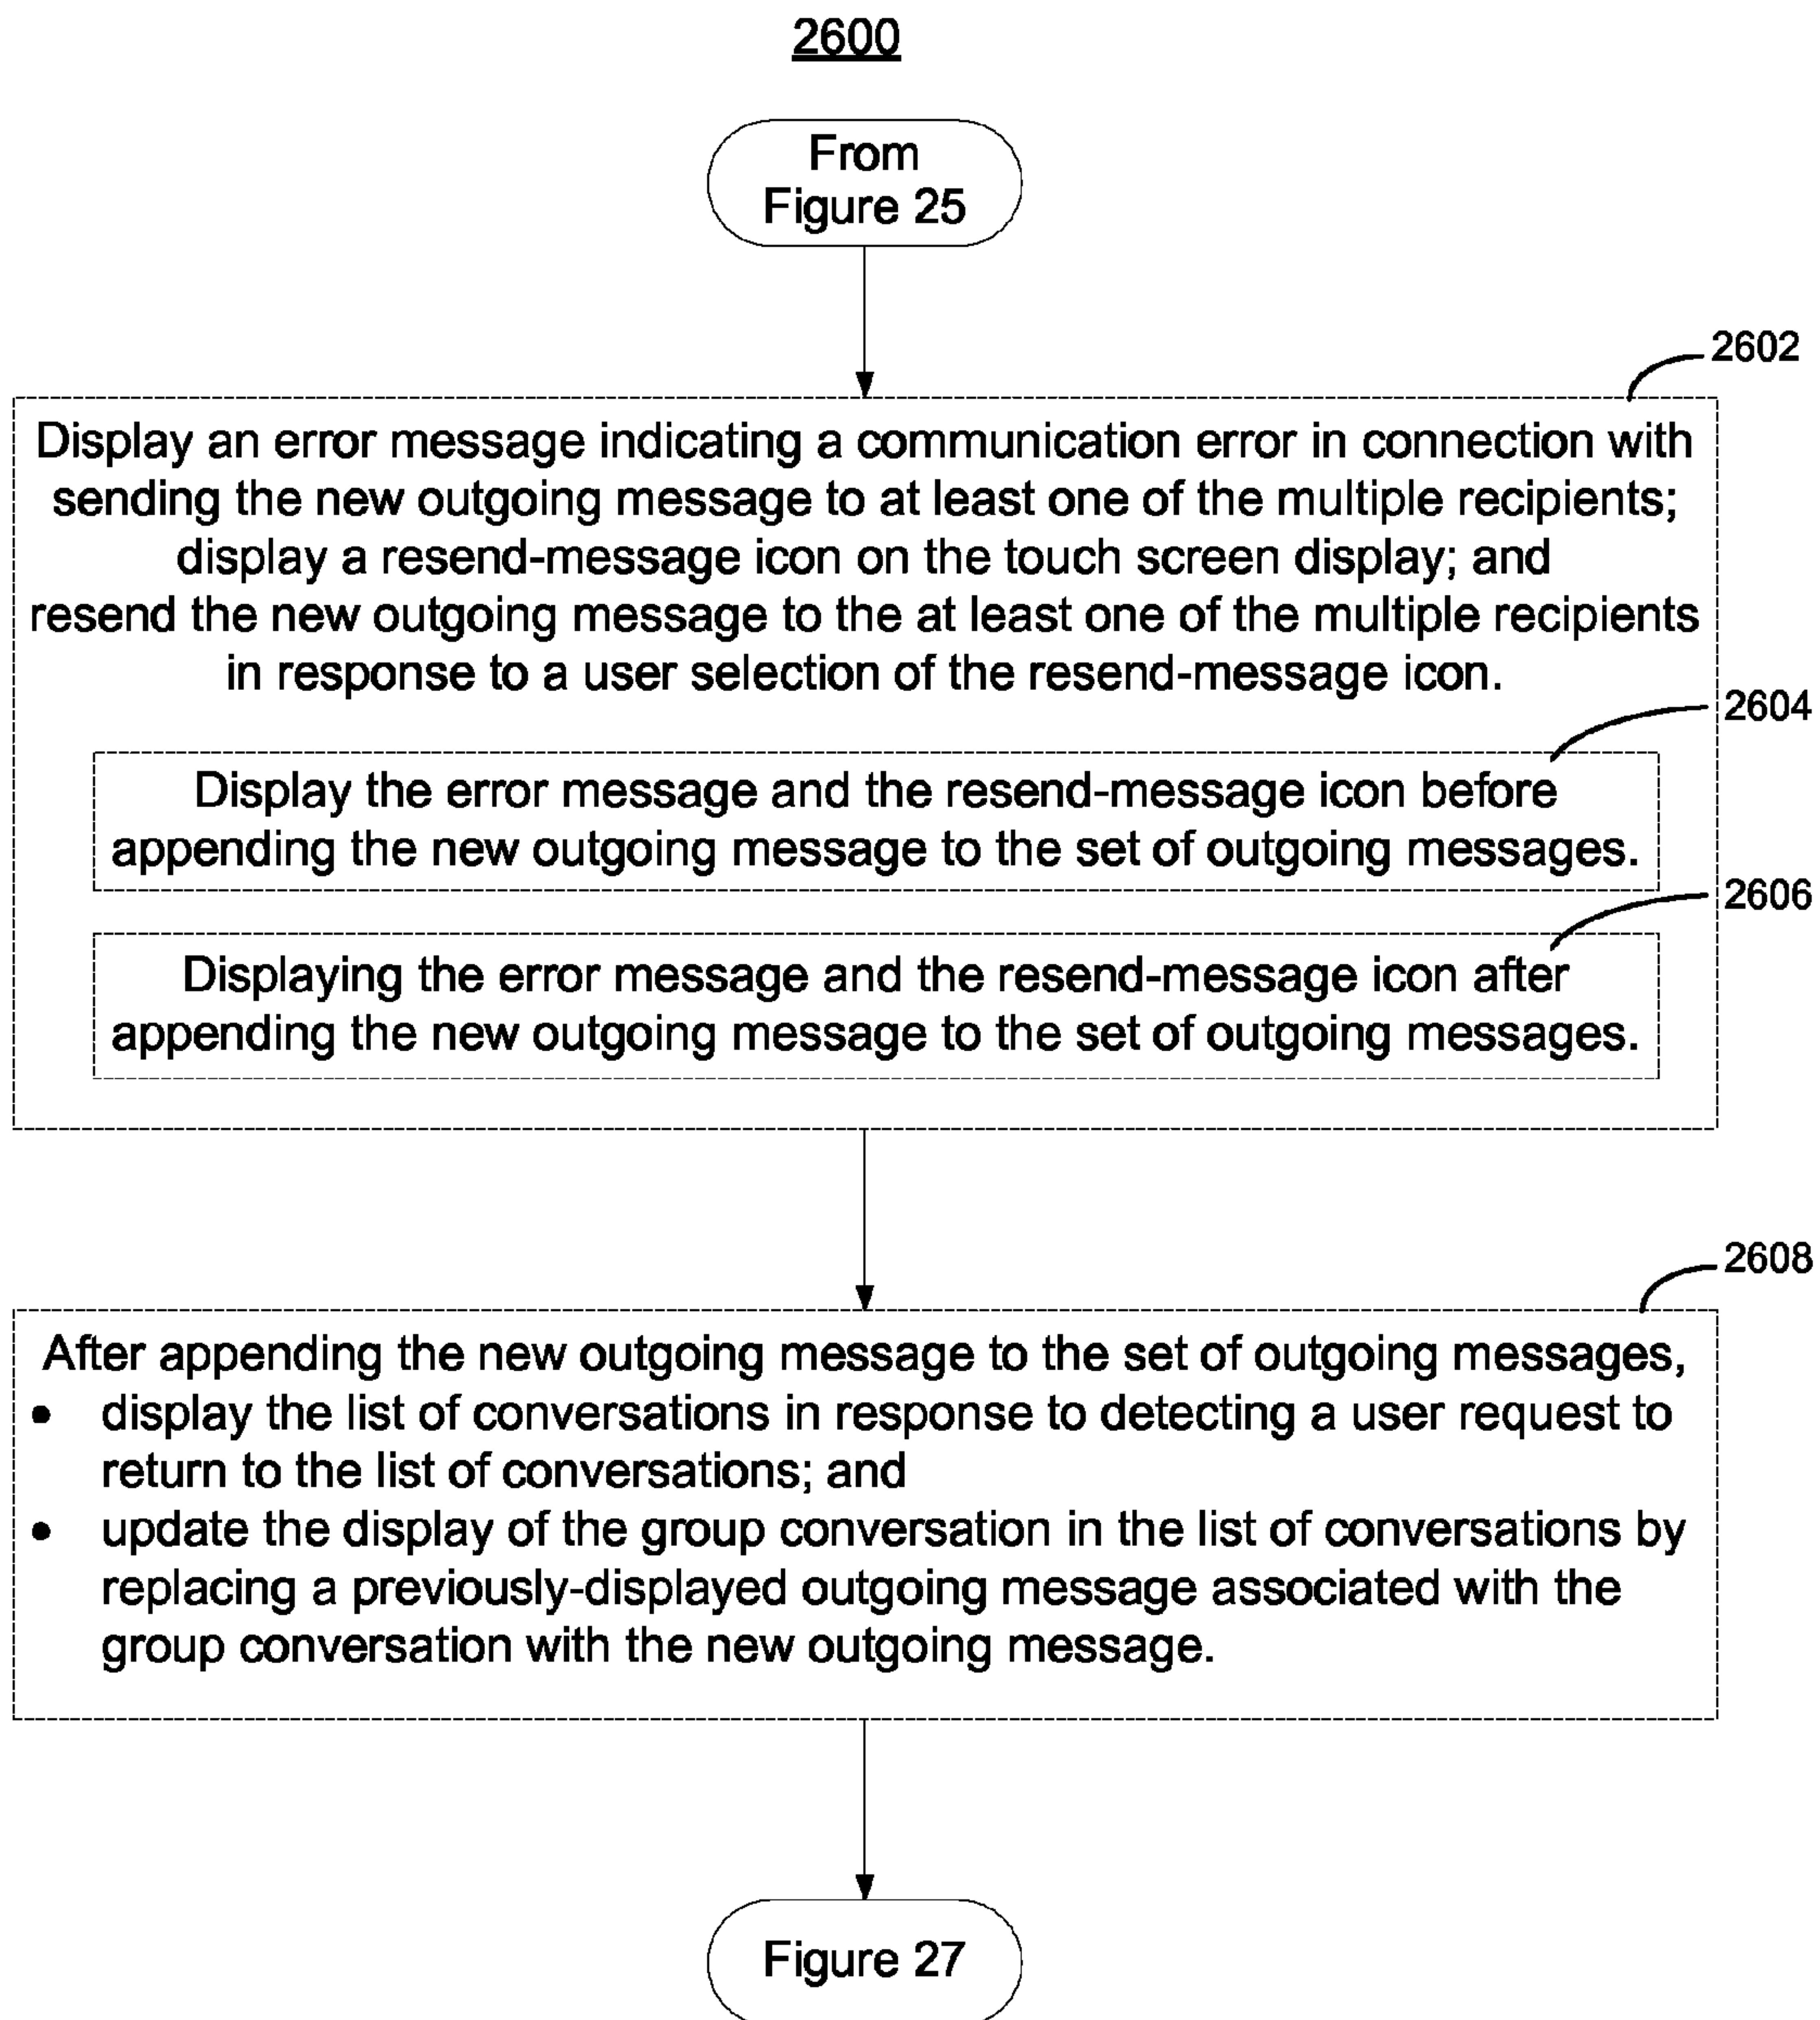 2600
From
Figure 25
2602
Display an error message indicating a communication error in connection with
sending the new outgoing message to at least one of the multiple recipients;
display a resend-message icon on the touch screen display; and
resend the new outgoing message to the at least one of the multiple recipients
in response to a user selection of the resend-message icon.
2604
Display the error message and the resend-message icon before
appending the new outgoing message to the set of outgoing messages.
2606
Displaying the error message and the resend-message icon after
appending the new outgoing message to the set of outgoing messages.
2608
After appending the new outgoing message to the set of outgoing messages,
• display the list of conversations in response to detecting a user request to
return to the list of conversations; and
• update the display of the group conversation in the list of conversations by
replacing a previously-displayed outgoing message associated with the
group conversation with the new outgoing message.
Figure 27